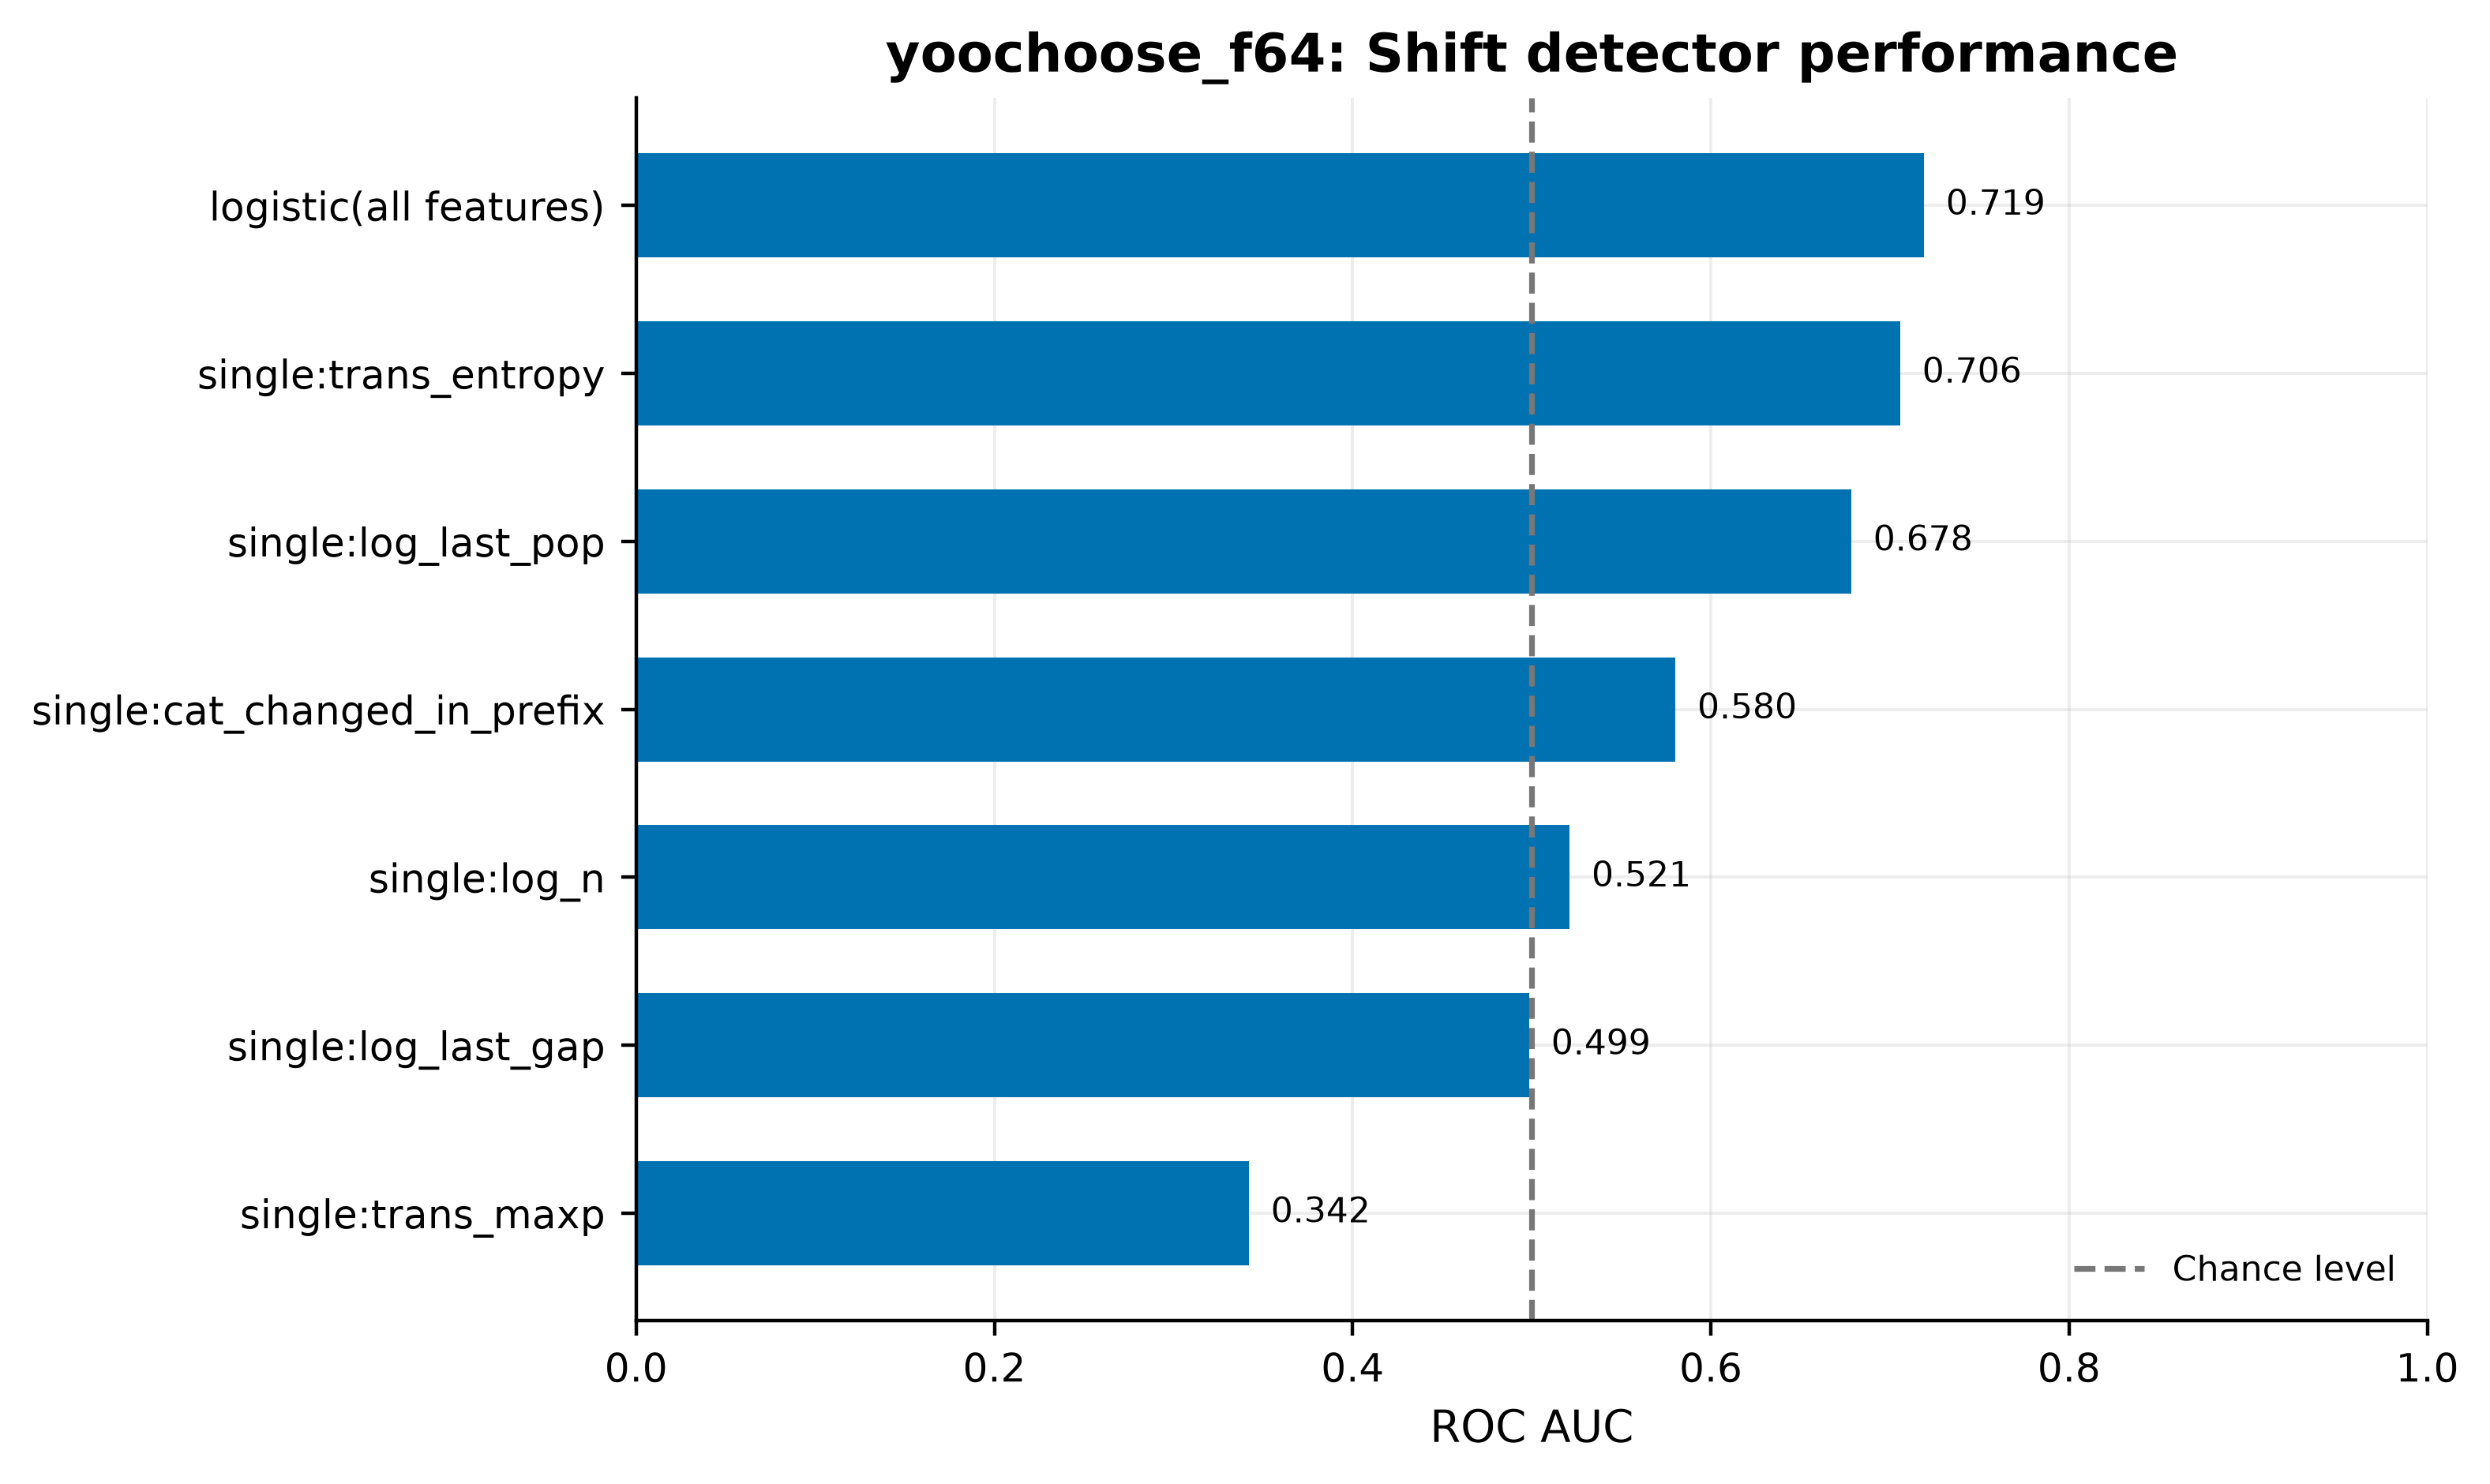 yoochoose_f64: Shift detector performance
logistic(all features)
0.719
single:trans_entropy
0.706
single:log_last_pop
0.678
single:cat_changed_in_prefix
0.580
single:log_n
0.521
single:log_last_gap
0.499
single:trans_maxp
0.342
Chance level
0.0 0.2 0.4 0.6 0.8 1.0
ROC AUC